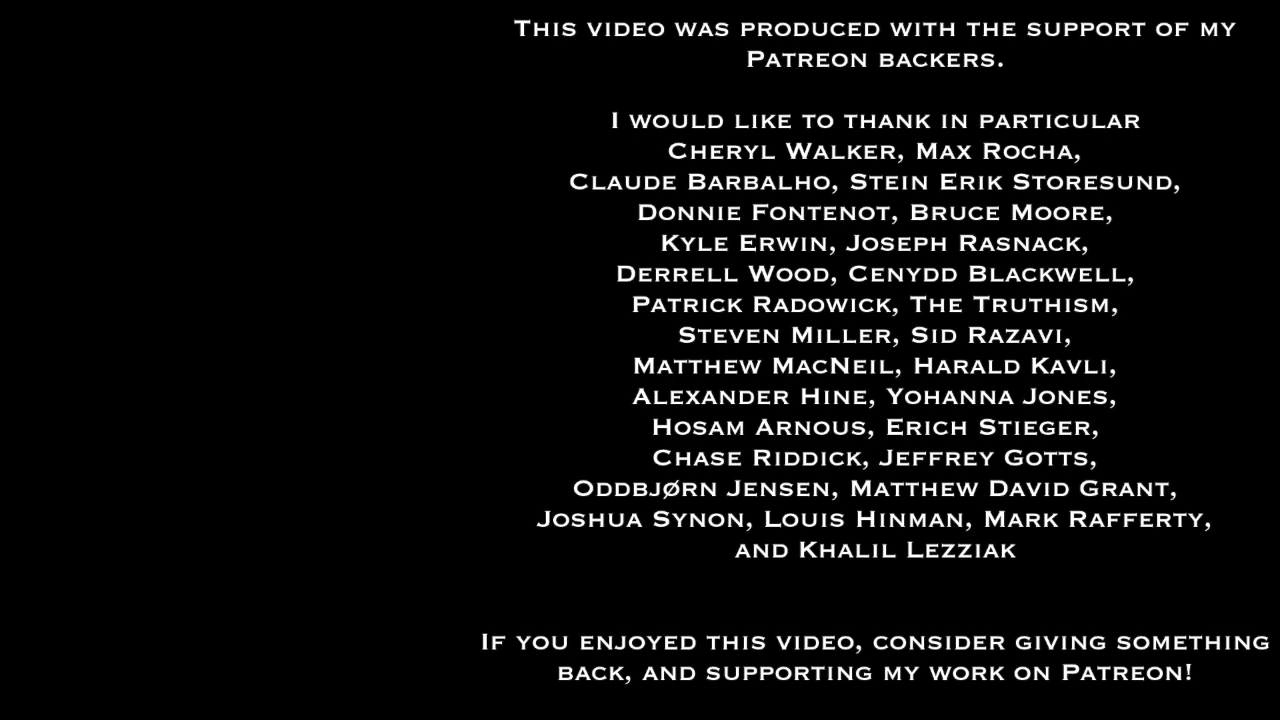 This video was produced with the support of my
Patreon backers.
I would like to thank in particular
Cheryl Walker, Max Rocha,
Claude Barbalho, Stein Erik Storesund,
Donnie Fontenot, Bruce Moore,
Kyle Erwin, Joseph Rasnack,
Derrell Wood, Cenydd Blackwell,
Patrick Radowick, The Truthism,
Steven Miller, Sid Razavi,
Matthew MacNeil, Harald Kavli,
Alexander Hine, Yohanna Jones,
Hosam Arnous, Erich Stieger,
Chase Riddick, Jeffrey Gotts,
Oddbjørn Jensen, Matthew David Grant,
Joshua Synon, Louis Hinman, Mark Rafferty,
and Khalil Lezziak
If you enjoyed this video, consider giving something
back, and supporting my work on Patreon!